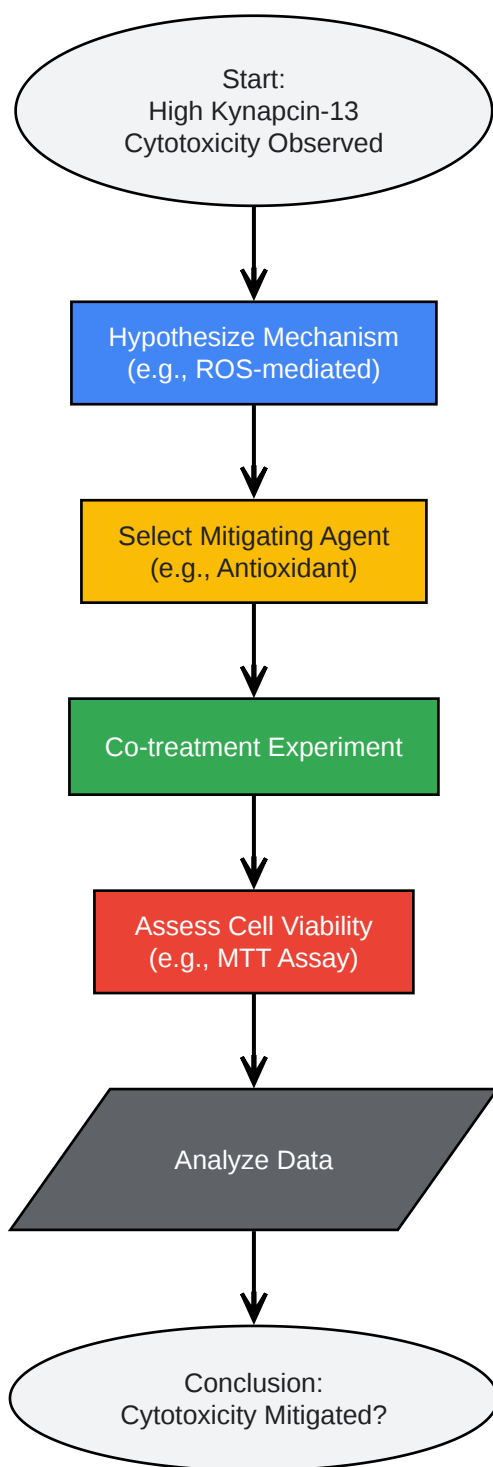 Start:
High Kynapcin-13
Cytotoxicity Observed
Hypothesize Mechanism
(e.g., ROS-mediated)
Select Mitigating Agent
(e.g., Antioxidant)
Co-treatment Experiment
Assess Cell Viability
(e.g., MTT Assay)
Analyze Data
Conclusion:
Cytotoxicity Mitigated?